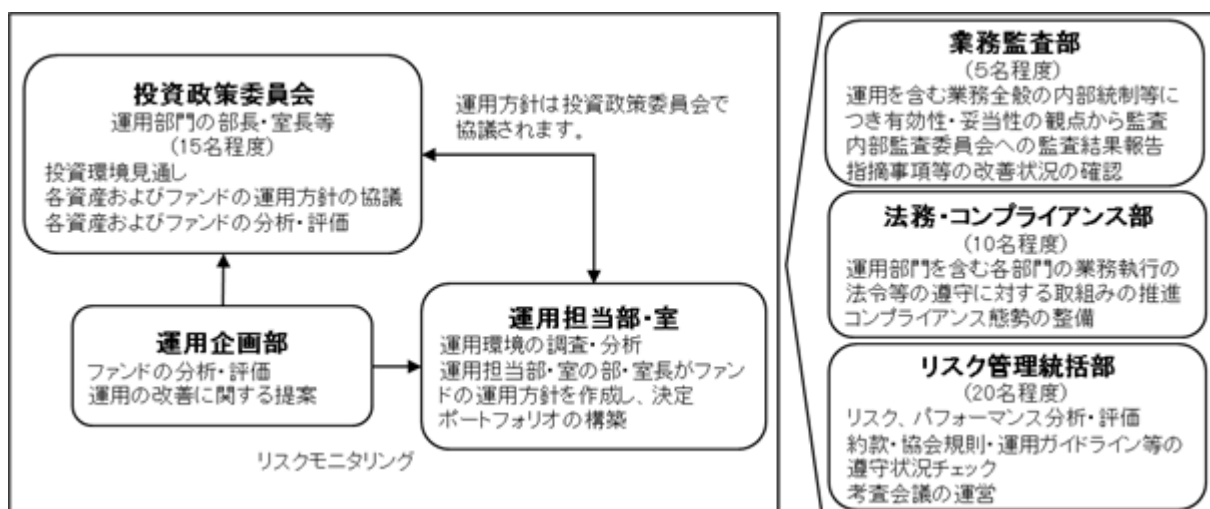 投資政策委員会
運用部門の部長・室長等
(15名程度)
投資環境見通し
各資産およびファンドの運用方針の協議
各資産およびファンドの分析・評価
運用方針は投資政策委員会で
協議されます。
運用企画部
ファンドの分析・評価
運用の改善に関する提案
運用担当部・室
運用環境の調査・分析
運用担当部・室の部・室長がファン
ドの運用方針を作成し、決定
ポートフォリオの構築
リスクモニタリング
業務監査部
(5名程度)
運用を含む業務全般の内部統制等に
つき有効性・妥当性の観点から監査
内部監査委員会への監査結果報告
指摘事項等の改善状況の確認
法務・コンプライアンス部
(10名程度)
運用部門を含む各部門の業務執行の
法令等の遵守に対する取組みの推進
コンプライアンス態勢の整備
リスク管理統括部
(20名程度)
リスク、パフォーマンス分析・評価
約款・協会規則・運用ガイドライン等の
遵守状況チェック
考査会議の運営